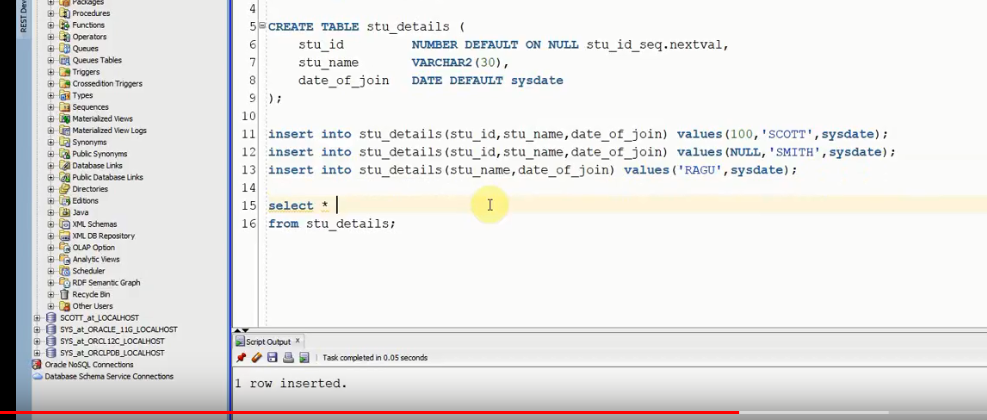 REST Dev
Packages
Procedures
Functions
Operators
Queues
Queues Tables
Triggers
Crossedition Triggers
Types
Sequences
Materialized Views
Materialized View Logs
Synonyms
Public Synonyms
Database Links
Public Database Links
Directories
Editions
Java
XML Schemas
XML DB Repository
OLAP Option
Analytic Views
Scheduler
RDF Semantic Graph
Recycle Bin
Other Users
SCOTT_at_LOCALHOST
SYS_at_ORACLE_11G_LOCALHOST
SYS_at_ORCL12C_LOCALHOST
SYS_at_ORCLPDB_LOCALHOST
Oracle NoSQL Connections
Database Schema Service Connections
4
5 CREATE TABLE stu_details (
6 stu_id NUMBER DEFAULT ON NULL stu_id_seq.nextval,
7 stu_name VARCHAR2(30),
8 date_of_join DATE DEFAULT sysdate
9 );
10
11 insert into stu_details(stu_id,stu_name,date_of_join) values(100,'SCOTT',sysdate);
12 insert into stu_details(stu_id,stu_name,date_of_join) values(NULL,'SMITH',sysdate);
13 insert into stu_details(stu_name,date_of_join) values('RAGU',sysdate);
14
15 select *
16 from stu_details;
Script Output x
Task completed in 0.05 seconds
1 row inserted.